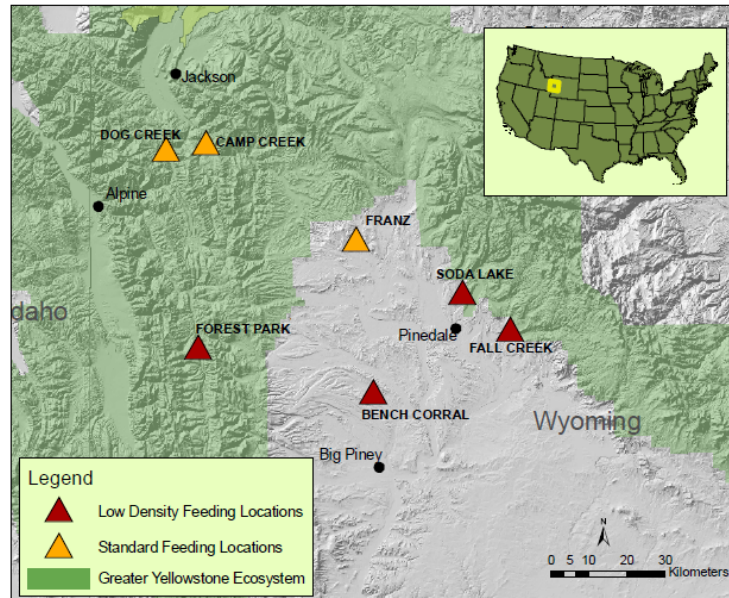 Jackson
DOG CREEK
CAMP CREEK
Alpine
FRANZ
SODA LAKE
daho
FOREST PARK
Pinedale
FALL CREEK
BENCH CORRAL
Wyoming
Big Piney
Legend
Low Density Feeding Locations
Standard Feeding Locations
Greater Yellowstone Ecosystem
N
0 5 10 20 30
Kilometers